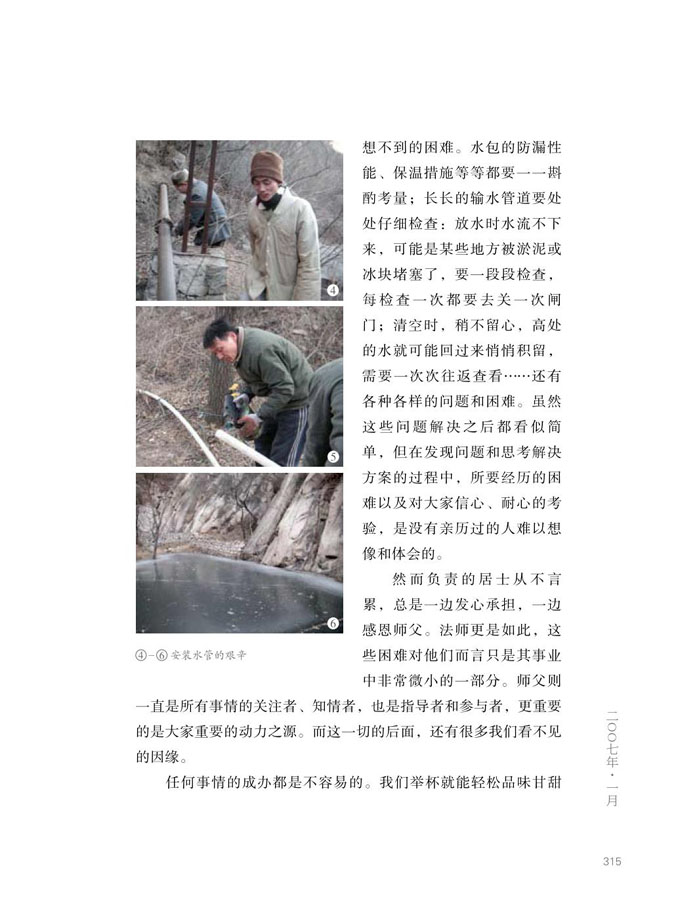 想不到的困难。水包的防漏性
能、保温措施等等都要一一斟
酌考量；长长的输水管道要处
处仔细检查：放水时水流不下
来，可能是某些地方被淤泥或
冰块堵塞了，要一段段检查，
每检查一次都要去关一次闸
门；清空时，稍不留心，高处
的水就可能回过来悄悄积留，
需要一次次往返查看……还有
各种各样的问题和困难。虽然
这些问题解决之后都看似简
单，但在发现问题和思考解决
方案的过程中，所要经历的困
难以及对大家信心、耐心的考
验，是没有亲历过的人难以想
像和体会的。
然而负责的居士从不言
累，总是一边发心承担，一边
感恩师父。法师更是如此，这
些困难对他们而言只是其事业
中非常微小的一部分。师父则
一直是所有事情的关注者、知情者，也是指导者和参与者，更重要
的是大家重要的动力之源。而这一切的后面，还有很多我们看不见
的因缘。
任何事情的成办都是不容易的。我们举杯就能轻松品味甘甜
④
⑤
⑥
④-⑥安装水管的艰辛
二〇〇七年·一月
315